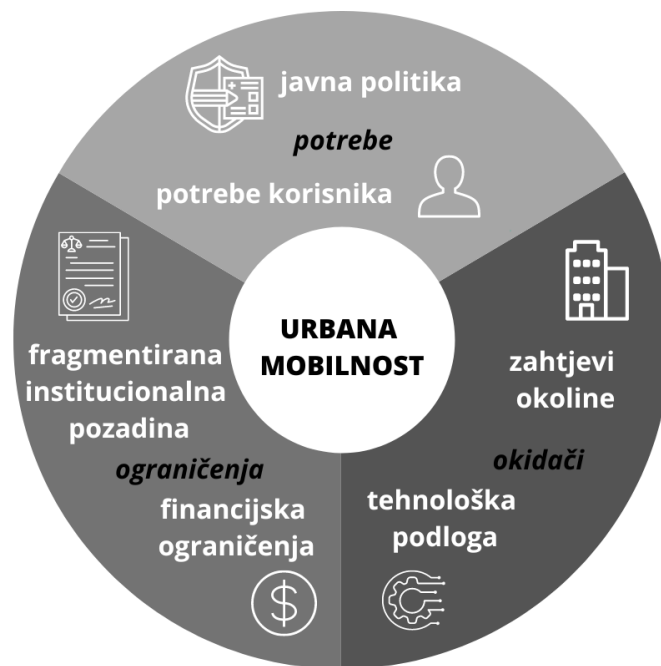 javna politika
potrebe
potrebe korisnika
URBANA
MOBILNOST
fragmentirana
institucionalna
pozadina
ograničenja
financijska
ograničenja
zahtjevi
okoline
okidači
tehnološka
podloga